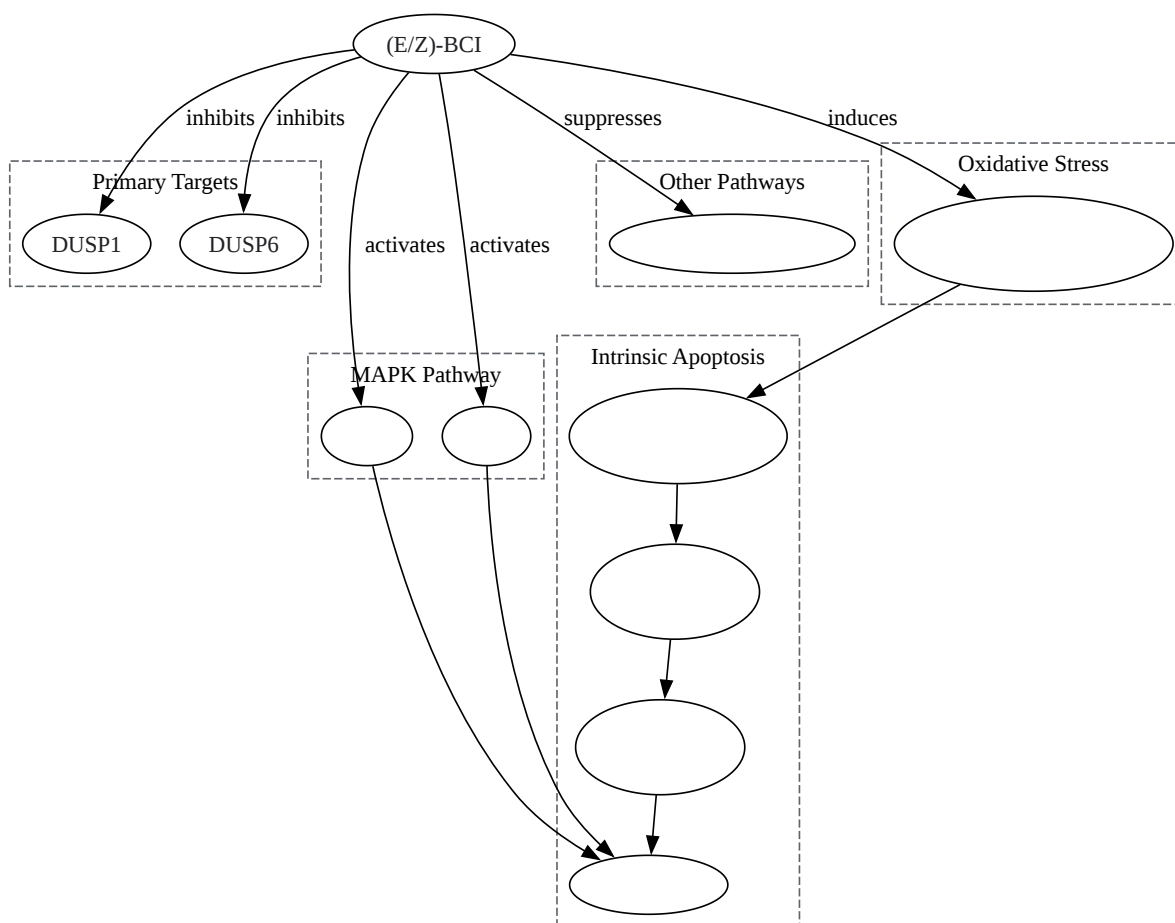 (E/Z)-BCI
inhibits
inhibits
suppresses
induces
Primary Targets
Other Pathways
Oxidative Stress
DUSP1
DUSP6
activates
activates
MAPK Pathway
Intrinsic Apoptosis